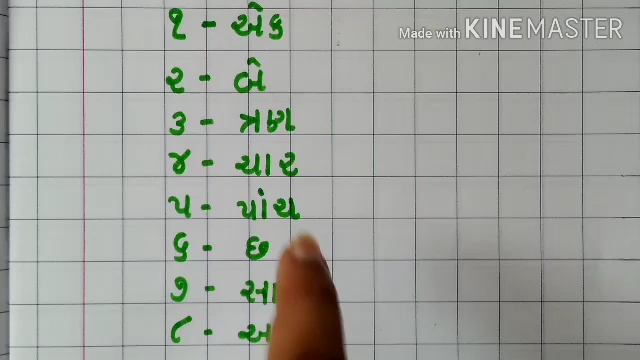 Made with KINEMASTER
૧ - એક
૨ - બે
૩ - ત્રણ
૪ - ચાર
૫ - પાંચ
૬ - છ
૭ -
૮ -